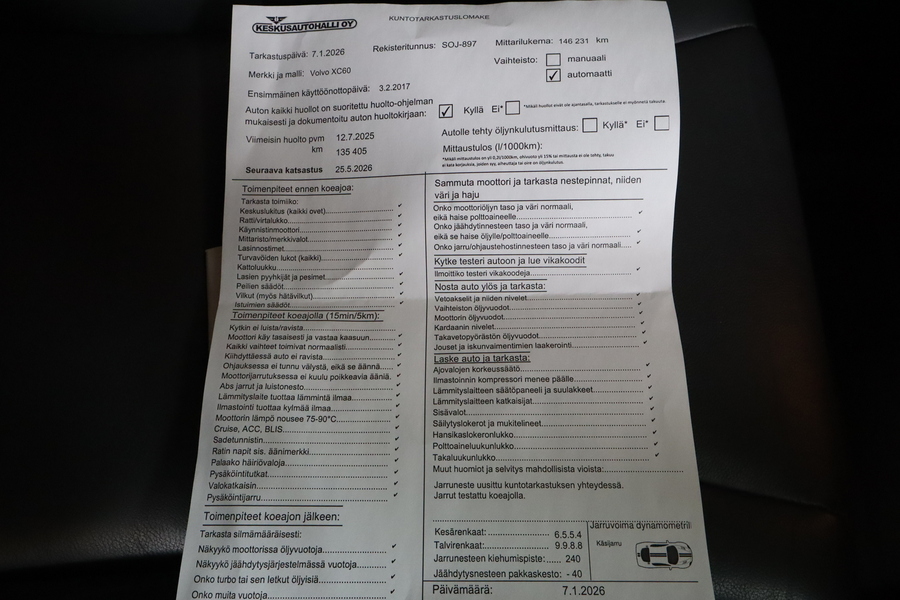 KESKUSAUTOHALLI OY
KUNTOTARKASTUSLOMAKE
Tarkastuspäivä: 7.1.2026
Rekisteritunnus: SOJ-897
Mittarilukema: 146 231 km
Merkki ja malli: Volvo XC60
Vaihteisto: manuaali
✓ automaatti
Ensimmäinen käyttöönottopäivä: 3.2.2017
Auton kaikki huollot on suoritettu huolto-ohjelman
mukaisesti ja dokumentoitu auton huoltokirjaan: ✓ Kyllä Ei*
*Mikäli huollot eivät ole ajantasalla, tarkastukselle ei myönnetä takuuta.
Viimeisin huolto pvm 12.7.2025
km 135 405
Seuraava katsastus 25.5.2026
Autolle tehty öljynkulutusmittaus: Kyllä* Ei*
Mittaustulos (l/1000km):
Toimenpiteet ennen koeajoa:
Tarkasta toimiiko:
Keskuslukitus (kaikki ovet) ✓
Ratti/virtalukko ✓
Käynnistinmoottori ✓
Mittaristo/merkkivalot ✓
Lasinnostimet ✓
Turvavöiden lukot (kaikki) ✓
Kattoluukku ✓
Lasien pyyhkijät ja pesimet ✓
Peilien säädöt ✓
Vilkut (myös hätävilkut) ✓
Istuimien säädöt ✓
Toimenpiteet koeajolla (15min/5km):
Kytkin ei luista/ravista ✓
Moottori käy tasaisesti ja vastaa kaasuun ✓
Kaikki vaihteet toimivat normaalisti ✓
Kiihdyttäessä auto ei ravista ✓
Ohjauksessa ei tunnu välystä, eikä se äännä ✓
Moottorijarrutuksessa ei kuulu poikkeavia ääniä. ✓
Abs jarrut ja luistonesto ✓
Lämmityslaite tuottaa lämmintä ilmaa ✓
Ilmastointi tuottaa kylmää ilmaa ✓
Moottorin lämpö nousee 75-90°C ✓
Cruise, ACC, BLIS ✓
Sadetunnistin ✓
Ratin napit sis. äänimerkki ✓
Palaako häiriövaloja ✓
Pysäköintitutkat ✓
Valokatkaisin ✓
Pysäköintijarru ✓
Toimenpiteet koeajon jälkeen:
Tarkasta silmämääräisesti:
Näkyykö moottorissa öljyvuotoja ✓
Näkyykö jäähdytysjärjestelmässä vuotoja ✓
Onko turbo tai sen letkut öljyisiä ✓
Onko muita vuotoja ✓
Sammuta moottori ja tarkasta nestepinnat, niiden
väri ja haju
Onko moottoriöljyn taso ja väri normaali,
eikä haise polttoaineelle ✓
Onko jäähdytinnesteen taso ja väri normaali,
eikä se haise öljylle/polttoaineelle ✓
Onko jarru/ohjaustehostinnesteen taso ja väri normaali ✓
Kytke testeri autoon ja lue vikakoodit
Ilmoittiko testeri vikakoodeja ✓
Nosta auto ylös ja tarkasta:
Vetoakselit ja niiden nivelet ✓
Vaihteiston öljyvuodot ✓
Moottorin öljyvuodot ✓
Kardaanin nivelet ✓
Takavetopyörästön öljyvuodot ✓
Jouset ja iskunvaimentimien laakerointi ✓
Laske auto ja tarkasta:
Ajovalojen korkeussäätö ✓
Ilmastoinnin kompressori menee päälle ✓
Lämmityslaitteen säätöpaneeli ja suulakkeet ✓
Lämmityslaitteen katkaisijat ✓
Sisävalot ✓
Säilytyslokerot ja mukitelineet ✓
Hansikaslokeronlukko ✓
Polttoaineluukunlukko ✓
Takaluukunlukko ✓
Muut huomiot ja selvitys mahdollisista vioista:
Jarruneste uusittu kuntotarkastuksen yhteydessä.
Jarrut testattu koeajolla.
Kesärenkaat: 6.5.5.4
Talvirenkaat: 9.9.8.8
Jarrunesteen kiehumispiste: 240
Jäähdytysnesteen pakkaskesto: - 40
Jarruvoima dynamometril
Käsijarru
Päivämäärä: 7.1.2026